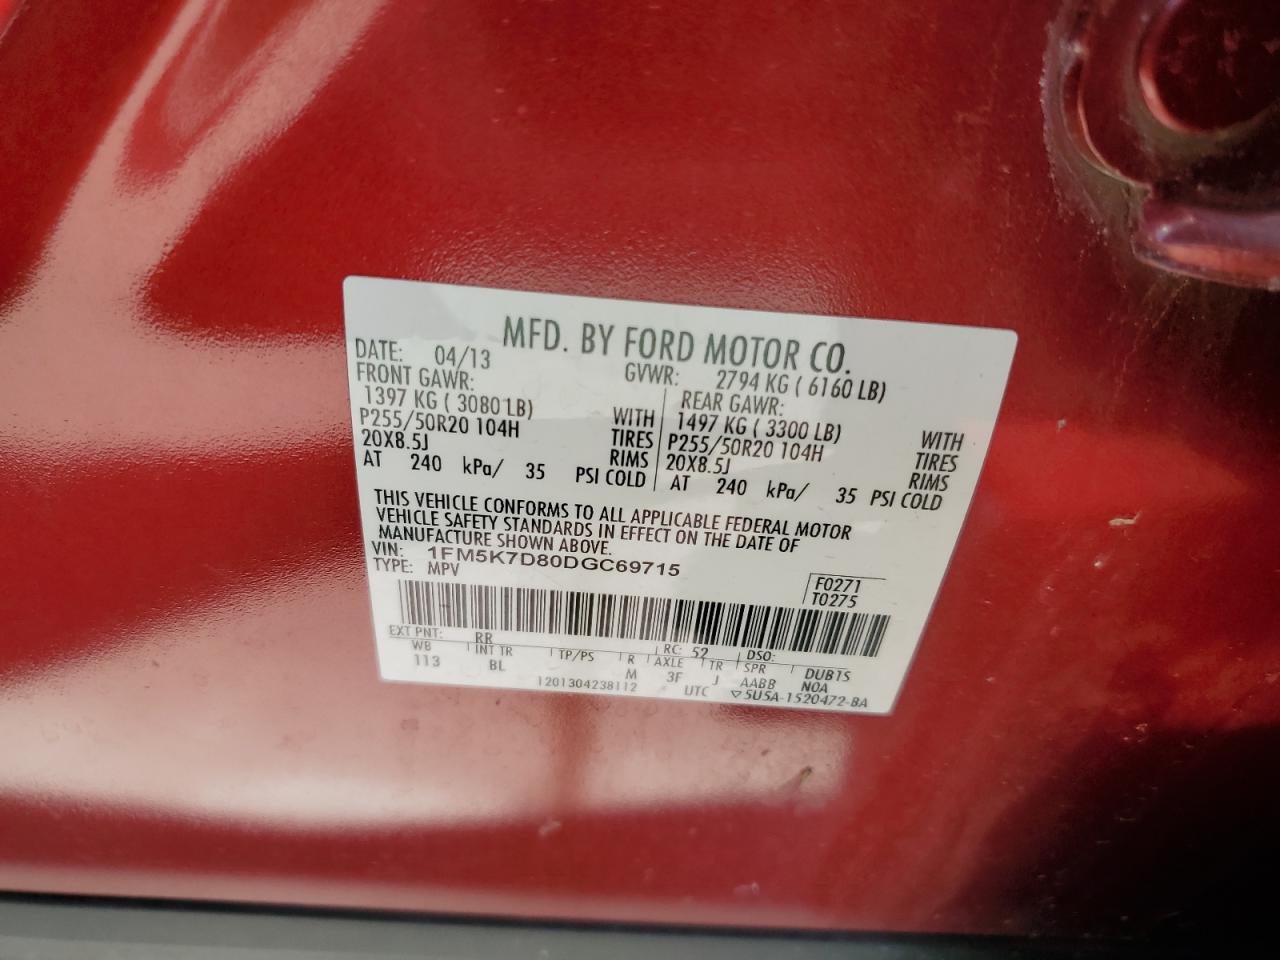 MFD. BY FORD MOTOR CO.
DATE: 04/13 GVWR: 2794 KG ( 6160 LB)
FRONT GAWR: REAR GAWR:
1397 KG ( 3080 LB) WITH 1497 KG ( 3300 LB) WITH
P255/50R20 104H TIRES P255/50R20 104H TIRES
20X8.5J RIMS 20X8.5J RIMS
AT 240 kPa/ 35 PSI COLD AT 240 kPa/ 35 PSI COLD
THIS VEHICLE CONFORMS TO ALL APPLICABLE FEDERAL MOTOR
VEHICLE SAFETY STANDARDS IN EFFECT ON THE DATE OF
MANUFACTURE SHOWN ABOVE.
VIN: 1FM5K7D80DGC69715
TYPE: MPV
F0271
T0275
EXT PNT: RR RC: 52 DSO:
WB INT TR TP/PS R AXLE TR SPR DUB1S
113 BL M 3F J AABB NOA
1201304238112 UTC ▽5U5A-1520472-BA